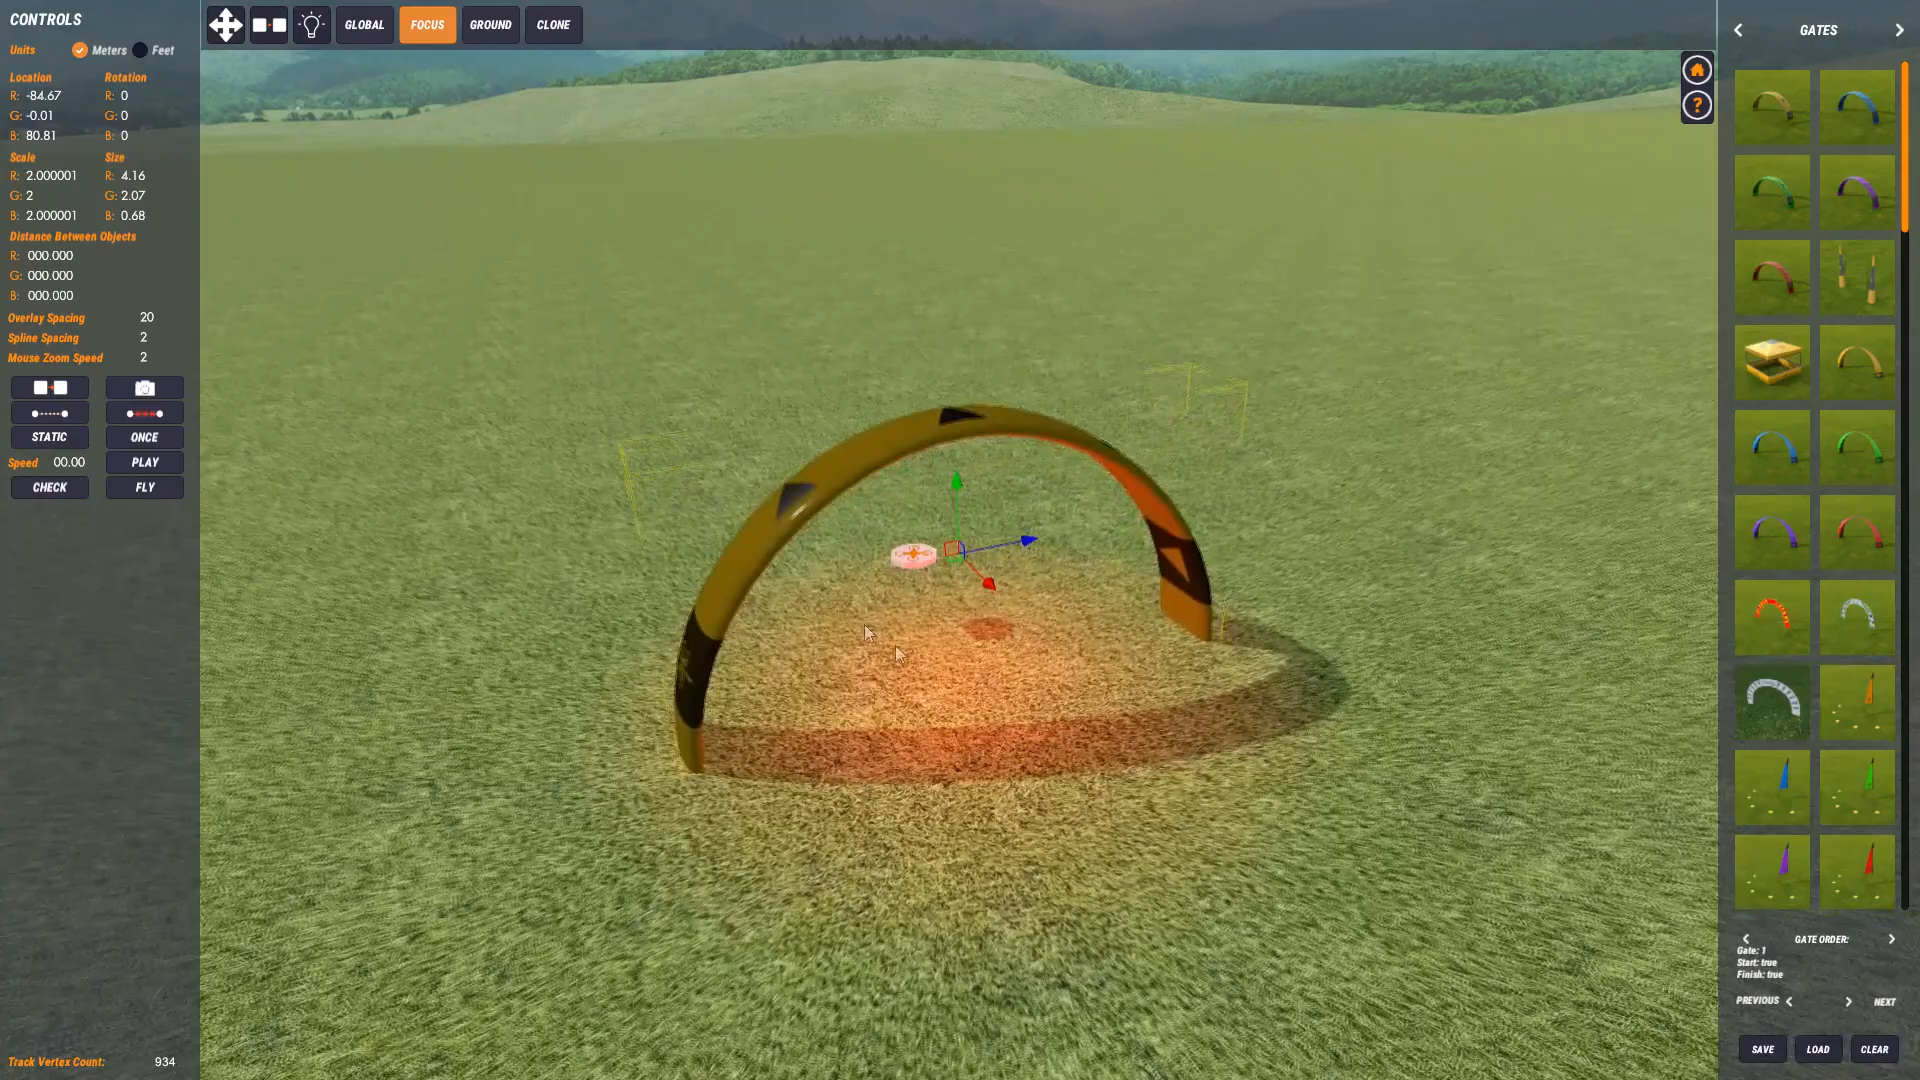 CONTROLS
Units Meters Feet
Location Rotation
R: -84.67 R: 0
G: -0.01 G: 0
B: 80.81 B: 0
Scale Size
R: 2.000001 R: 4.16
G: 2 G: 2.07
B: 2.000001 B: 0.68
Distance Between Objects
R: 000.000
G: 000.000
B: 000.000
Overlay Spacing 20
Spline Spacing 2
Mouse Zoom Speed 2
STATIC ONCE
Speed 00.00 PLAY
CHECK FLY
Track Vertex Count: 934
GLOBAL FOCUS GROUND CLONE
?
GATES
GATE ORDER:
Gate: 1
Start: true
Finish: true
PREVIOUS NEXT
SAVE LOAD CLEAR